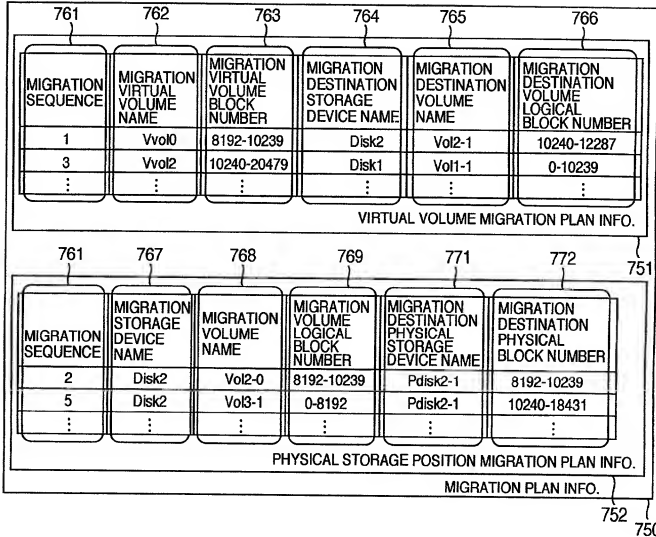 761 762 763 764 765 766
MIGRATION SEQUENCE MIGRATION VIRTUAL VOLUME NAME MIGRATION VIRTUAL VOLUME BLOCK NUMBER MIGRATION DESTINATION STORAGE DEVICE NAME MIGRATION DESTINATION VOLUME NAME MIGRATION DESTINATION VOLUME LOGICAL BLOCK NUMBER
1 Vvol0 8192-10239 Disk2 Vol2-1 10240-12287
3 Vvol2 10240-20479 Disk1 Vol1-1 0-10239
⋮ ⋮ ⋮ ⋮ ⋮ ⋮
VIRTUAL VOLUME MIGRATION PLAN INFO.
751
761 767 768 769 771 772
MIGRATION SEQUENCE MIGRATION STORAGE DEVICE NAME MIGRATION VOLUME NAME MIGRATION VOLUME LOGICAL BLOCK NUMBER MIGRATION DESTINATION PHYSICAL STORAGE DEVICE NAME MIGRATION DESTINATION PHYSICAL BLOCK NUMBER
2 Disk2 Vol2-0 8192-10239 Pdisk2-1 8192-10239
5 Disk2 Vol3-1 0-8192 Pdisk2-1 10240-18431
⋮ ⋮ ⋮ ⋮ ⋮ ⋮
PHYSICAL STORAGE POSITION MIGRATION PLAN INFO.
MIGRATION PLAN INFO.
752 750